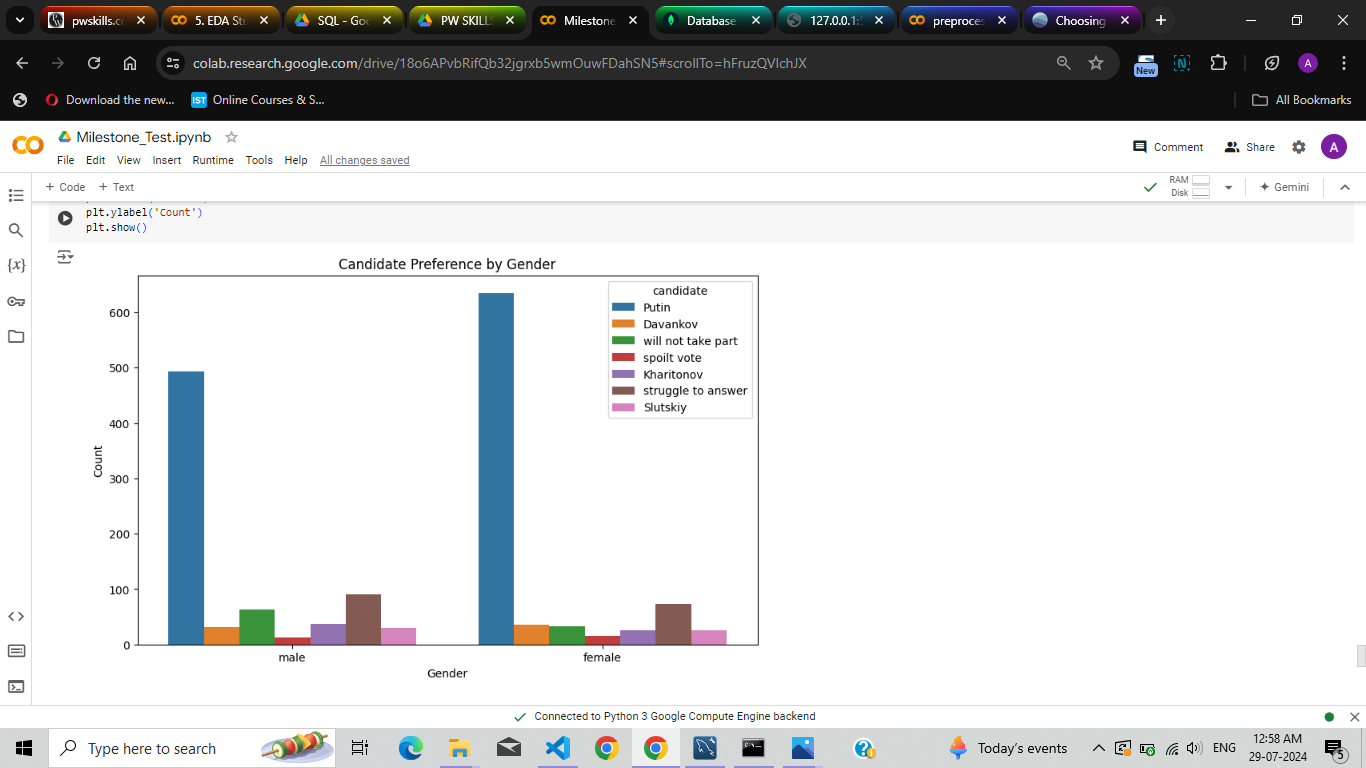 pwskills.c
5. EDA Stu
SQL - Goo
PW SKILL
Milestone
Database
127.0.0.1:
preproces
Choosing
colab.research.google.com/drive/18o6APvbRifQb32jgrxb5wmOuwFDahSN5#scrollTo=hFruzQVlchJX
New
N
A
Download the new...
IST
Online Courses & S...
All Bookmarks
Milestone_Test.ipynb
File Edit View Insert Runtime Tools Help All changes saved
Comment
Share
A
+ Code + Text
RAM
Disk
Gemini
{x}
plt.ylabel('Count')
plt.show()
Candidate Preference by Gender
candidate
Putin
Davankov
will not take part
spoilt vote
Kharitonov
struggle to answer
Slutskiy
600
500
400
300
200
100
0
Count
male
female
Gender
Connected to Python 3 Google Compute Engine backend
Type here to search
Today's events
ENG
12:58 AM
29-07-2024
5